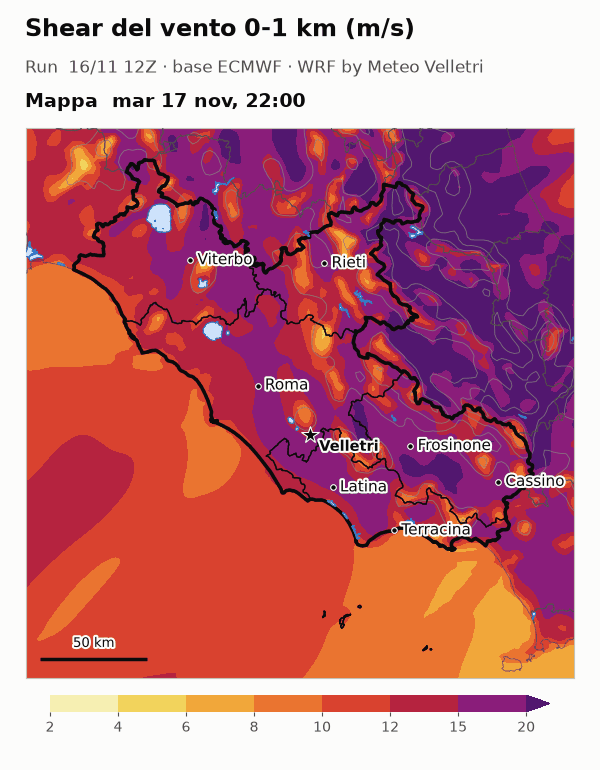 Shear del vento 0-1 km (m/s)
Run  16/11 12Z · base ECMWF · WRF by Meteo Velletri
Mappa  mar 17 nov, 22:00
Viterbo
Rieti
Roma
Velletri
Frosinone
Latina
Cassino
Terracina
50 km
2 4 6 8 10 12 15 20